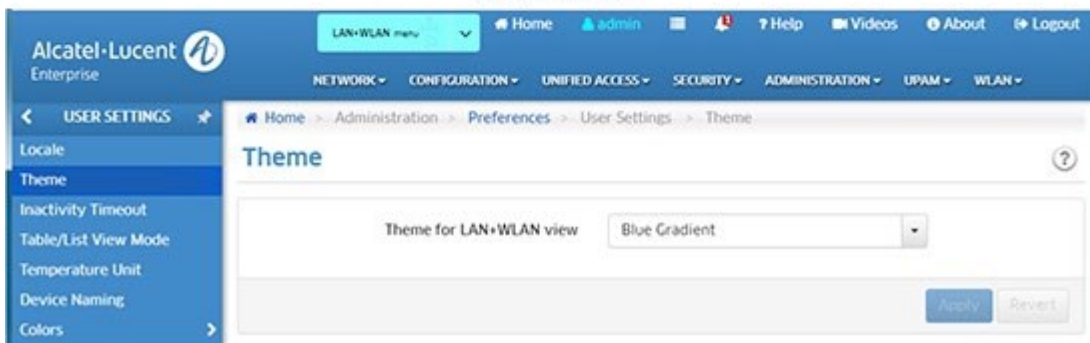 Alcatel·Lucent
Enterprise
LAN+WLAN menu
Home admin ? Help Videos About Logout
NETWORK CONFIGURATION UNIFIED ACCESS SECURITY ADMINISTRATION UPAM WLAN
USER SETTINGS
Home > Administration > Preferences > User Settings > Theme
Locale
Theme
Inactivity Timeout
Table/List View Mode
Temperature Unit
Device Naming
Colors
Theme
?
Theme for LAN+WLAN view Blue Gradient
Apply Revert